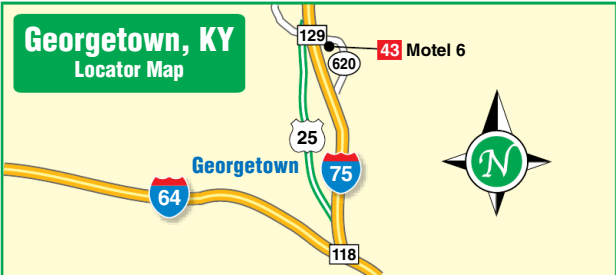 Georgetown, KY
Locator Map
129
43 Motel 6
620
25
Georgetown
75
64
N
118